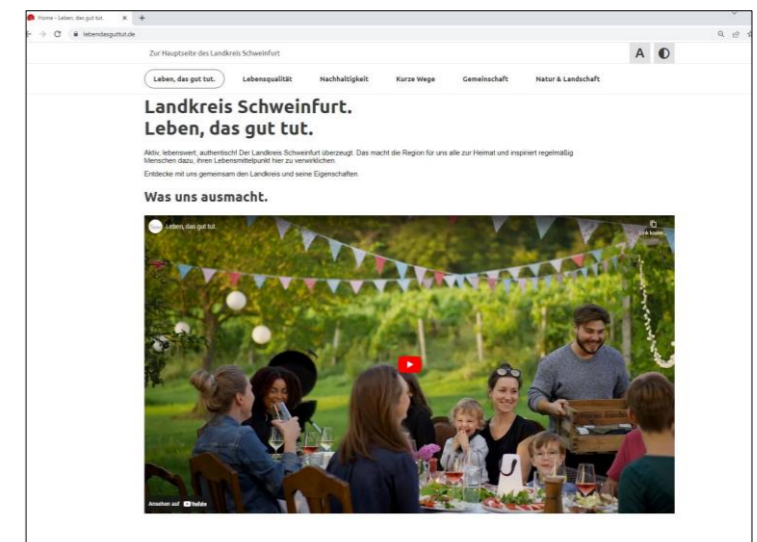 Home - Leben, das gut tut.
lebendasguttut.de
Zur Hauptseite des Landkreis Schweinfurt
A
Leben, das gut tut. Lebensqualität Nachhaltigkeit Kurze Wege Gemeinschaft Natur & Landschaft
Landkreis Schweinfurt.
Leben, das gut tut.
Aktiv, lebenswert, authentisch! Der Landkreis Schweinfurt überzeugt. Das macht die Region für uns alle zur Heimat und inspiriert regelmäßig
Menschen dazu, ihren Lebensmittelpunkt hier zu verwirklichen.
Entdecke mit uns gemeinsam den Landkreis und seine Eigenschaften.
Was uns ausmacht.
Leben, das gut tut.
Link kopieren
Ansehen auf YouTube